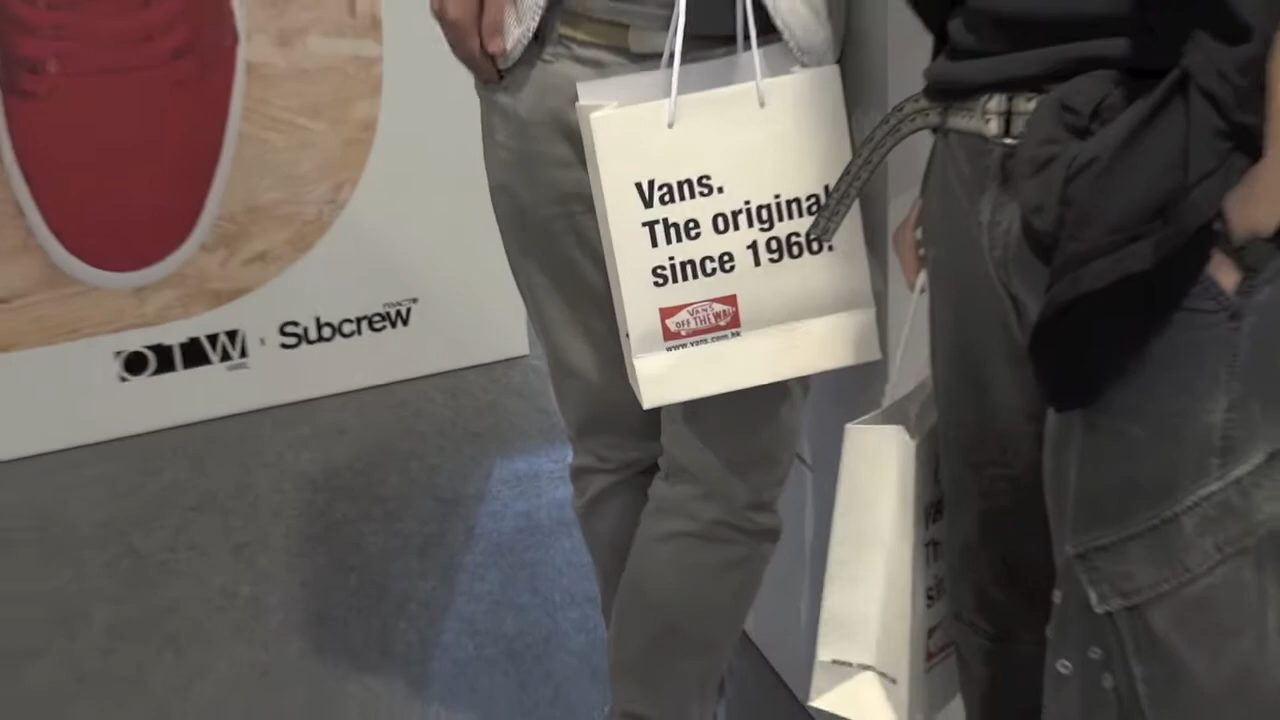 OTW x Subcrew
Vans.
The original
since 1966.
VANS
"OFF THE WALL"
www.vans.com.hk